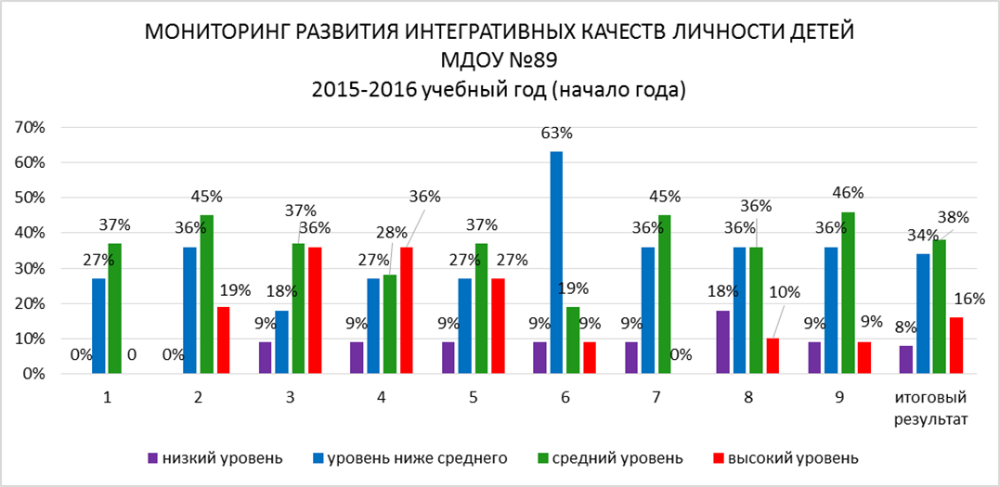 МОНИТОРИНГ РАЗВИТИЯ ИНТЕГРАТИВНЫХ КАЧЕСТВ ЛИЧНОСТИ ДЕТЕЙ
МДОУ №89
2015-2016 учебный год (начало года)
70%
60%
50%
40%
30%
20%
10%
0%
0% 27% 37% 0
0% 36% 45% 19%
9% 18% 37% 36%
9% 27% 28% 36%
9% 27% 37% 27%
9% 63% 19% 9%
9% 36% 45% 0%
18% 36% 36% 10%
9% 36% 46% 9%
8% 34% 38% 16%
1 2 3 4 5 6 7 8 9 итоговый
результат
низкий уровень уровень ниже среднего средний уровень высокий уровень